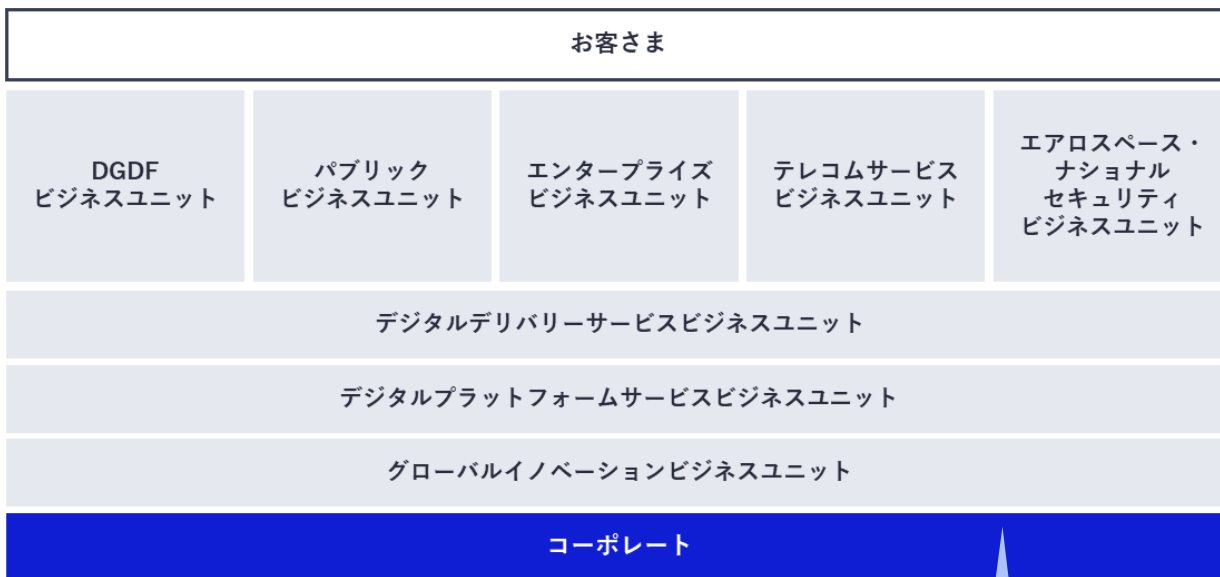 お客さま
DGDF
ビジネスユニット
パブリック
ビジネスユニット
エンタープライズ
ビジネスユニット
テレコムサービス
ビジネスユニット
エアロスペース・
ナショナル
セキュリティ
ビジネスユニット
デジタルデリバリーサービスビジネスユニット
デジタルプラットフォームサービスビジネスユニット
グローバルイノベーションビジネスユニット
コーポレート